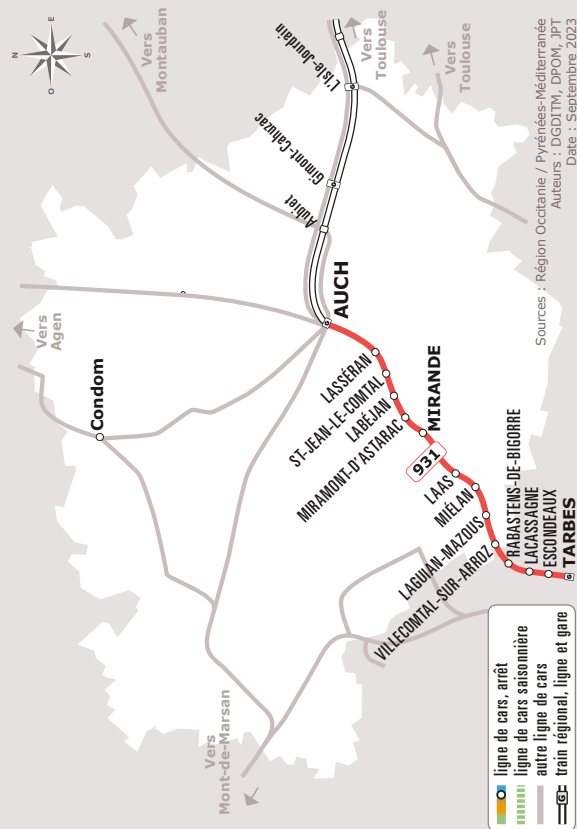 N
E
S
O
Vers
Montauban
Vers
Toulouse
Vers
Toulouse
Vers
Agen
Vers
Mont-de-Marsan
L'Isle-Jourdain
Gimont-Cahuzac
Aubiet
Condom
AUCH
LASSÉRAN
ST-JEAN-LE-COMTAL
LABÉJAN
MIRAMONT-D'ASTARAC
MIRANDE
931
LAAS
MIÉLAN
LAGUIAN-MAZOUS
VILLECOMTAL-SUR-ARROZ
RABASTENS-DE-BIGORRE
LACASSAGNE
ESCONDEAUX
TARBES
ligne de cars, arrêt
ligne de cars saisonnière
autre ligne de cars
G train régional, ligne et gare
Sources : Région Occitanie / Pyrénées-Méditerranée
Auteurs : DGDITM, DPOM, JPT
Date : Septembre 2023